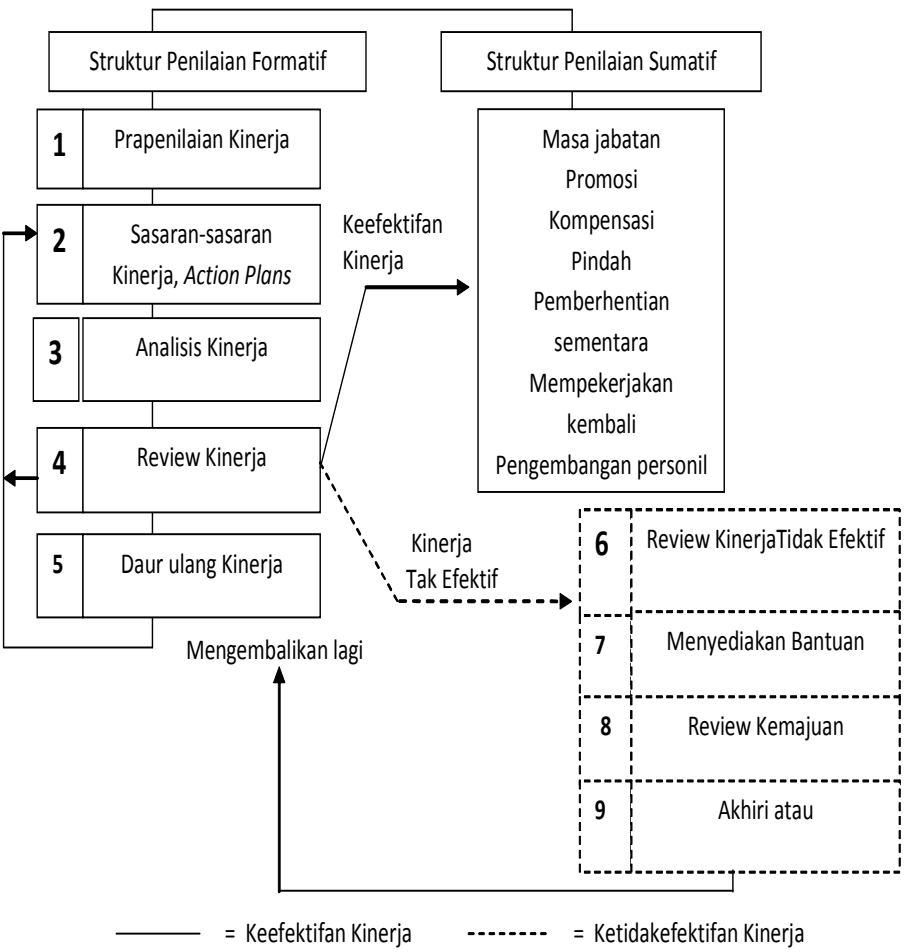 Struktur Penilaian Formatif
Struktur Penilaian Sumatif
1
Prapenilaian Kinerja
2
Sasaran-sasaran
Kinerja, Action Plans
3
Analisis Kinerja
4
Review Kinerja
5
Daur ulang Kinerja
Keefektifan
Kinerja
Masa jabatan
Promosi
Kompensasi
Pindah
Pemberhentian
sementara
Mempekerjakan
kembali
Pengembangan personil
Kinerja
Tak Efektif
6
Review KinerjaTidak Efektif
7
Menyediakan Bantuan
8
Review Kemajuan
9
Akhiri atau
Mengembalikan lagi
= Keefektifan Kinerja
= Ketidakefektifan Kinerja